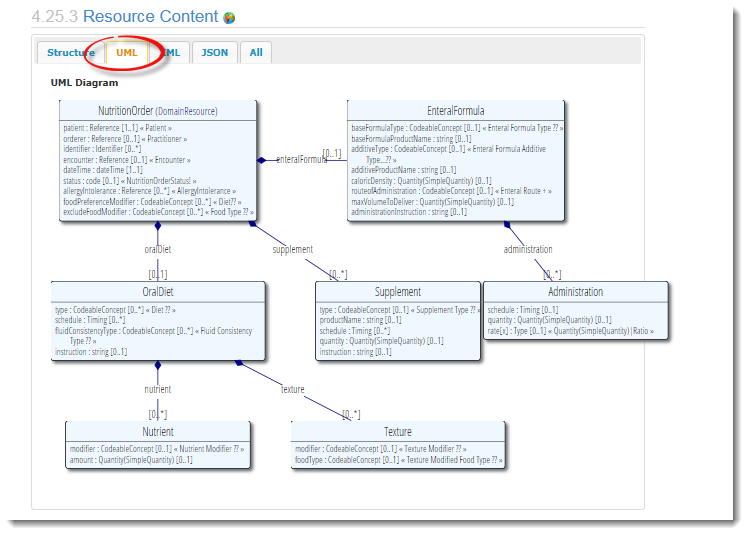 4.25.3 Resource Content
Structure UML XML JSON All
UML Diagram
NutritionOrder (DomainResource)
patient : Reference [1..1] « Patient »
orderer : Reference [0..1] « Practitioner »
identifier : Identifier [0..*]
encounter : Reference [0..1] « Encounter »
dateTime : dateTime [1..1]
status : code [0..1] « NutritionOrderStatus! »
allergyIntolerance : Reference [0..*] « AllergyIntolerance »
foodPreferenceModifier : CodeableConcept [0..*] « Diet?? »
excludeFoodModifier : CodeableConcept [0..*] « Food Type ?? »
enteralFormula
[0..1]
EnteralFormula
baseFormulaType : CodeableConcept [0..1] « Enteral Formula Type ?? »
baseFormulaProductName : string [0..1]
additiveType : CodeableConcept [0..1] « Enteral Formula Additive
Type...?? »
additiveProductName : string [0..1]
caloricDensity : Quantity(SimpleQuantity) [0..1]
routeofAdministration : CodeableConcept [0..1] « Enteral Route + »
maxVolumeToDeliver : Quantity(SimpleQuantity) [0..1]
administrationInstruction : string [0..1]
oralDiet
[0..1]
supplement
[0..*]
administration
[0..*]
OralDiet
type : CodeableConcept [0..*] « Diet ?? »
schedule : Timing [0..*]
fluidConsistencyType : CodeableConcept [0..*] « Fluid Consistency
Type ?? »
instruction : string [0..1]
Supplement
type : CodeableConcept [0..1] « Supplement Type ?? »
productName : string [0..1]
schedule : Timing [0..*]
quantity : Quantity(SimpleQuantity) [0..1]
instruction : string [0..1]
Administration
schedule : Timing [0..1]
quantity : Quantity(SimpleQuantity) [0..1]
rate[x] : Type [0..1] « Quantity(SimpleQuantity)|Ratio »
nutrient
[0..*]
texture
[0..*]
Nutrient
modifier : CodeableConcept [0..1] « Nutrient Modifier ?? »
amount : Quantity(SimpleQuantity) [0..1]
Texture
modifier : CodeableConcept [0..1] « Texture Modifier ?? »
foodType : CodeableConcept [0..1] « Texture Modified Food Type ?? »